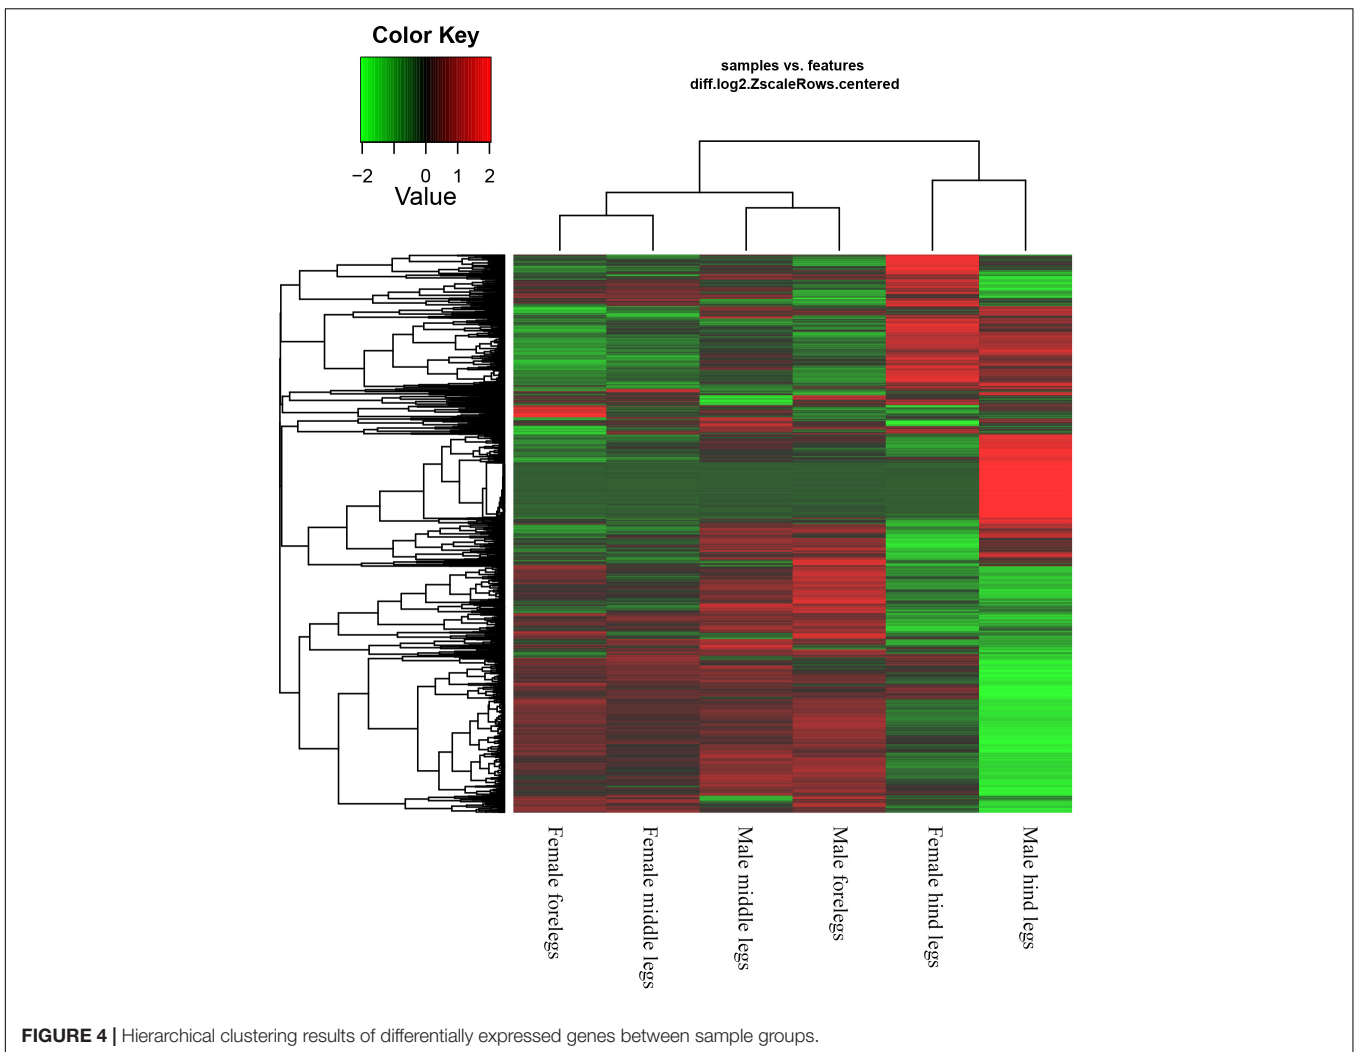 Color Key
−2 0 1 2
Value
samples vs. features
diff.log2.ZscaleRows.centered
Female forelegs
Female middle legs
Male middle legs
Male forelegs
Female hind legs
Male hind legs
FIGURE 4 | Hierarchical clustering results of differentially expressed genes between sample groups.